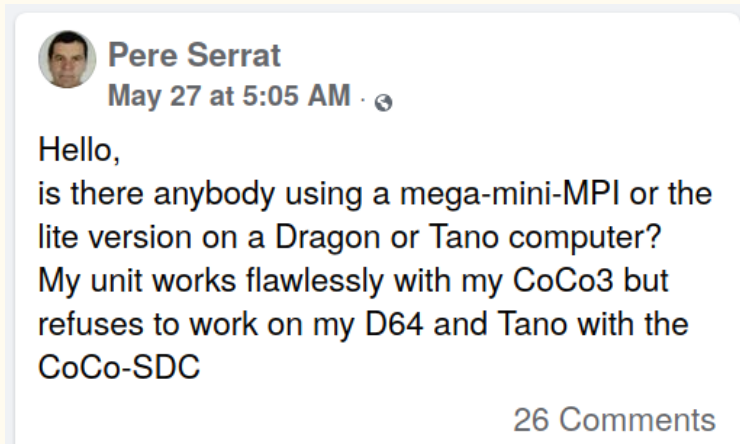 Pere Serrat
May 27 at 5:05 AM ·
Hello,
is there anybody using a mega-mini-MPI or the
lite version on a Dragon or Tano computer?
My unit works flawlessly with my CoCo3 but
refuses to work on my D64 and Tano with the
CoCo-SDC
26 Comments